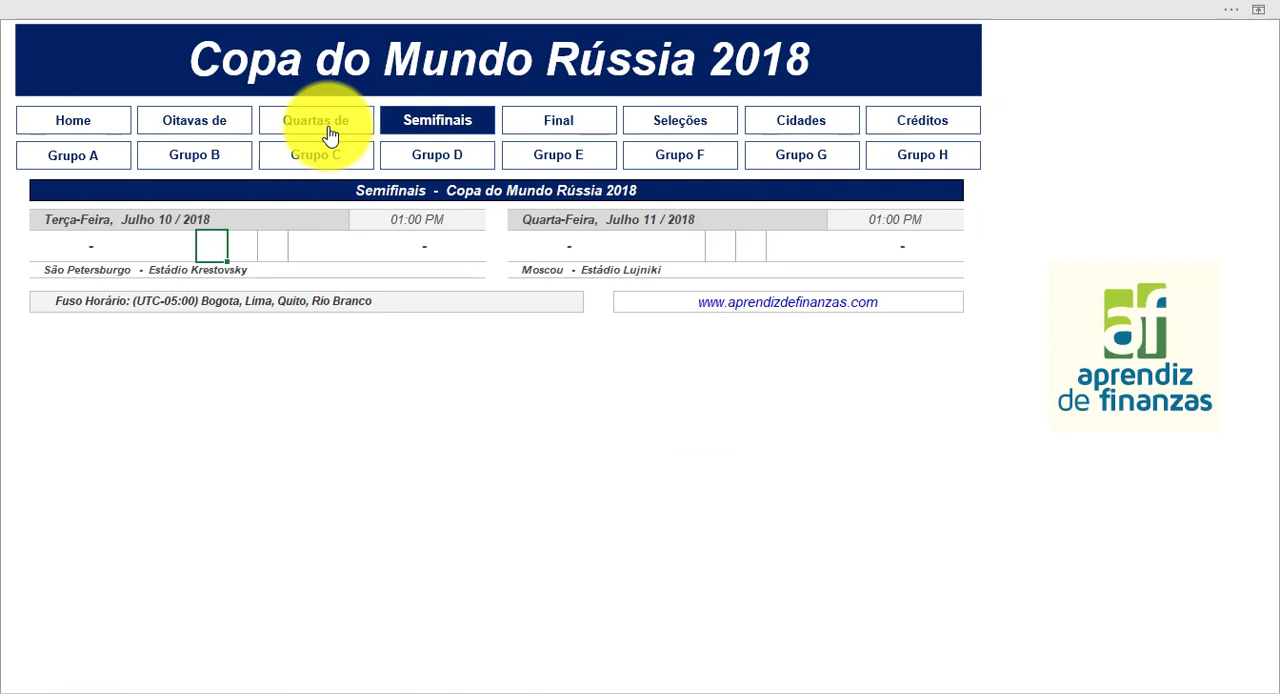 Copa do Mundo Rússia 2018
Home Oitavas de Quartas de Semifinais Final Seleções Cidades Créditos
Grupo A Grupo B Grupo C Grupo D Grupo E Grupo F Grupo G Grupo H
Semifinais - Copa do Mundo Rússia 2018
Terça-Feira, Julho 10 / 2018 01:00 PM Quarta-Feira, Julho 11 / 2018 01:00 PM
- - - -
São Petersburgo - Estádio Krestovsky Moscou - Estádio Lujniki
Fuso Horário: (UTC-05:00) Bogota, Lima, Quito, Rio Branco www.aprendizdefinanzas.com
af
aprendiz
de finanzas